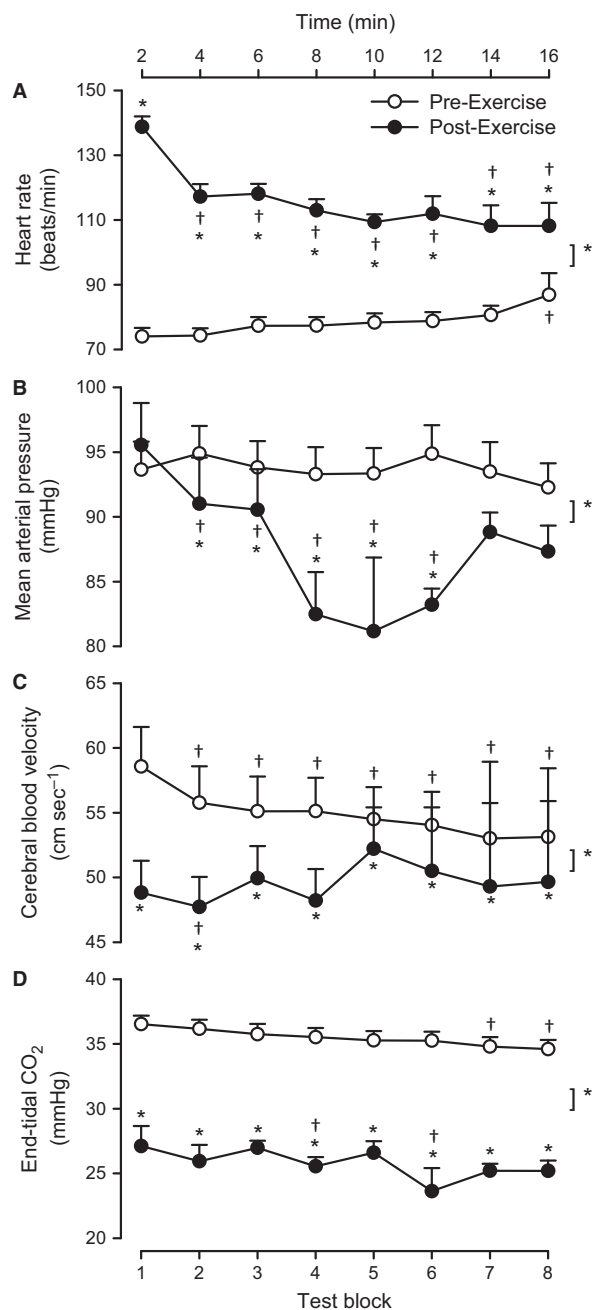 Time (min)
2 4 6 8 10 12 14 16
A
Heart rate
(beats/min)
150
130
110
90
70
Pre-Exercise
Post-Exercise
*
† † † † † † †
* * * * * * *
] *
†
B
Mean arterial pressure
(mmHg)
100
95
90
85
80
† † † † †
* * * * *
] *
C
Cerebral blood velocity
(cm sec⁻¹)
65
60
55
50
45
† † † † † † †
* * * * * * * *
†
] *
D
End-tidal CO₂
(mmHg)
40
35
30
25
20
† †
] *
† †
* * * * * * * *
1 2 3 4 5 6 7 8
Test block